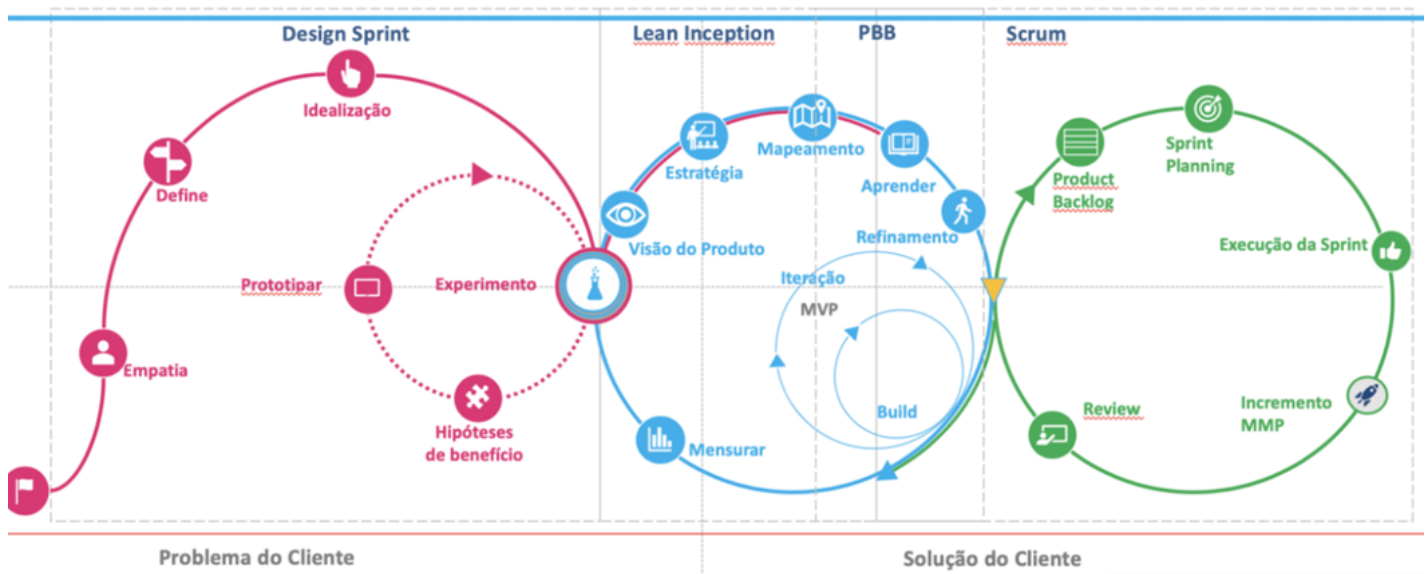 Design Sprint
Lean Inception
PBB
Scrum
Idealização
Define
Empatia
Prototipar
Experimento
Hipóteses
de benefício
Visão do Produto
Estratégia
Mapeamento
Aprender
Refinamento
Iteração
MVP
Build
Mensurar
Product
Backlog
Sprint
Planning
Execução da Sprint
Incremento
MMP
Review
Problema do Cliente
Solução do Cliente